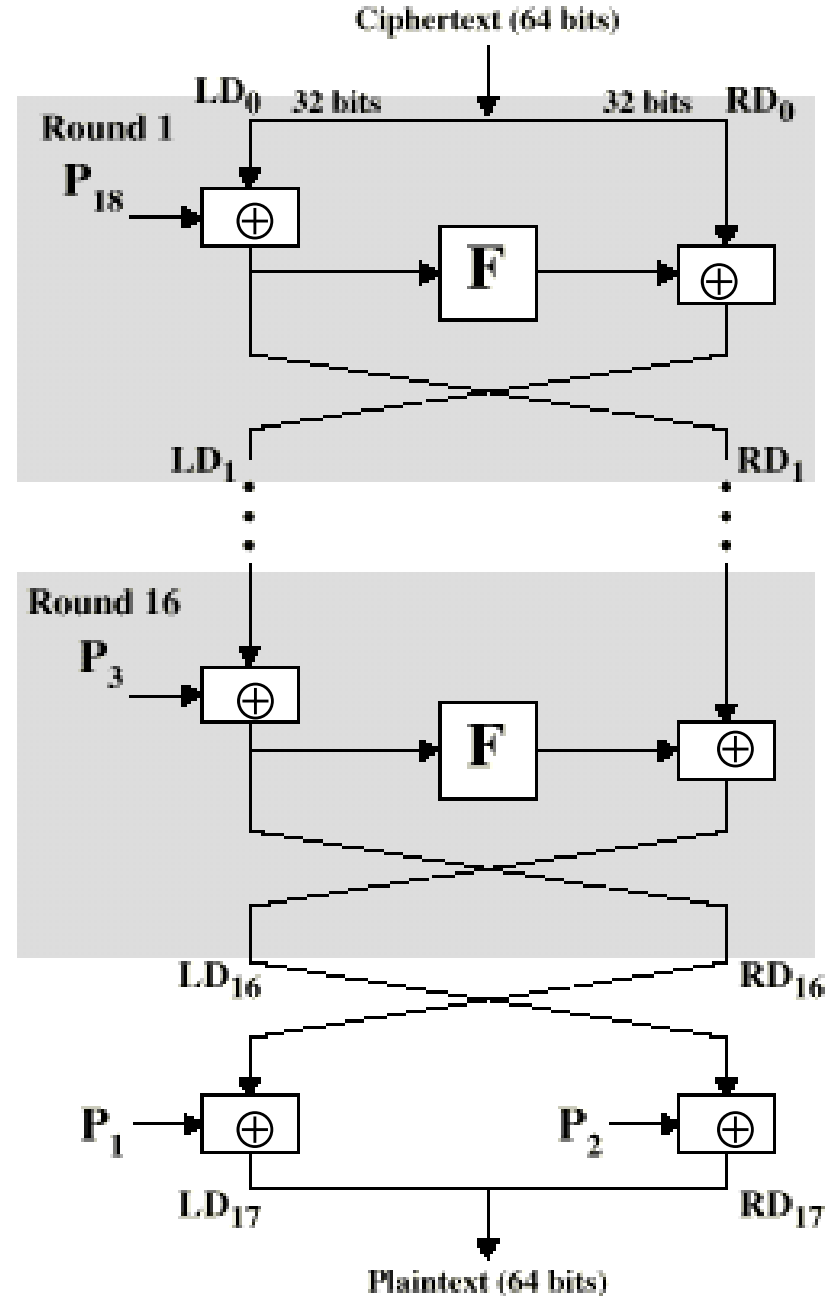 Ciphertext (64 bits)
LD0 32 bits 32 bits RD0
Round 1
P18
F
LD1 RD1
Round 16
P3
F
LD16 RD16
P1 P2
LD17 RD17
Plaintext (64 bits)